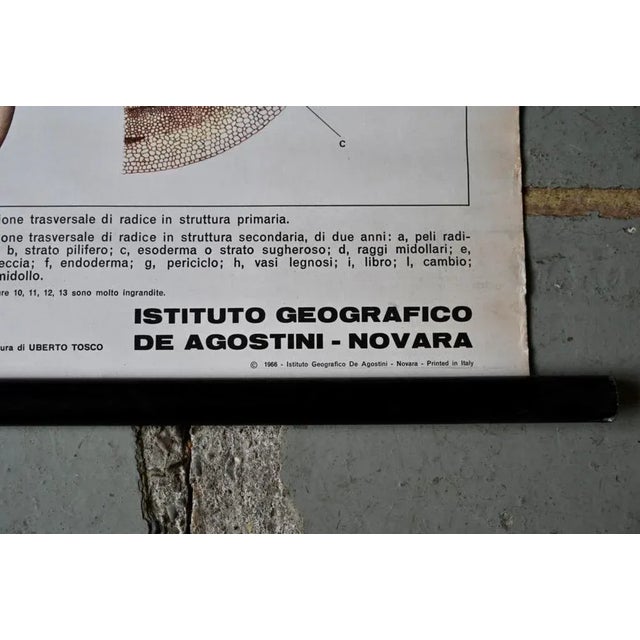 C
ione trasversale di radice in struttura primaria.
ione trasversale di radice in struttura secondaria, di due anni: a, peli radi-
b, strato pilifero; c, esoderma o strato sugheroso; d, raggi midollari; e,
eccia; f, endoderma; g, periciclo; h, vasi legnosi; i, libro; l, cambio;
midollo.
re 10, 11, 12, 13 sono molto ingrandite.
ISTITUTO GEOGRAFICO
ura di UBERTO TOSCO DE AGOSTINI - NOVARA
© 1966 - Istituto Geografico De Agostini - Novara - Printed in Italy